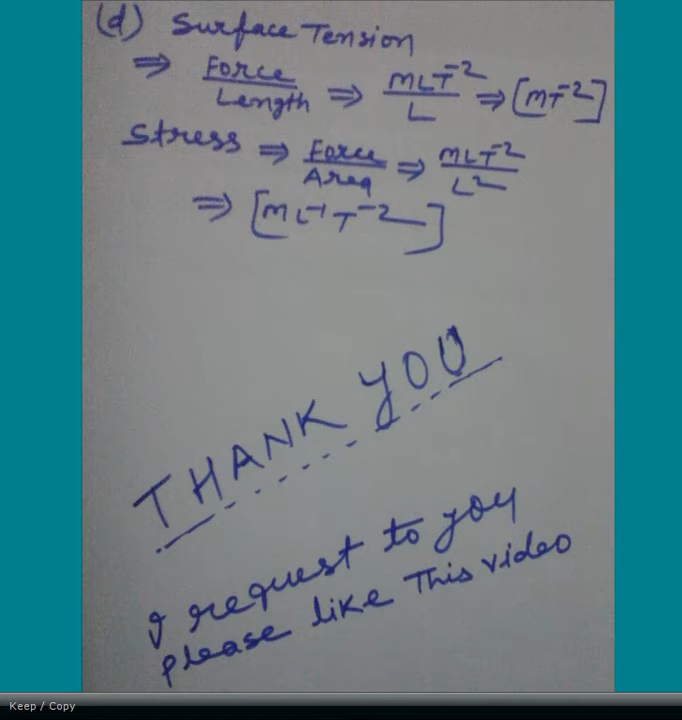 (d) Surface Tension
⇒ Force/Length ⇒ MLT⁻²/L ⇒ [MT⁻²]
Stress ⇒ Force/Area ⇒ MLT⁻²/L²
⇒ [ML⁻¹T⁻²]
THANK YOU
I request to you
please like This video
Keep / Copy